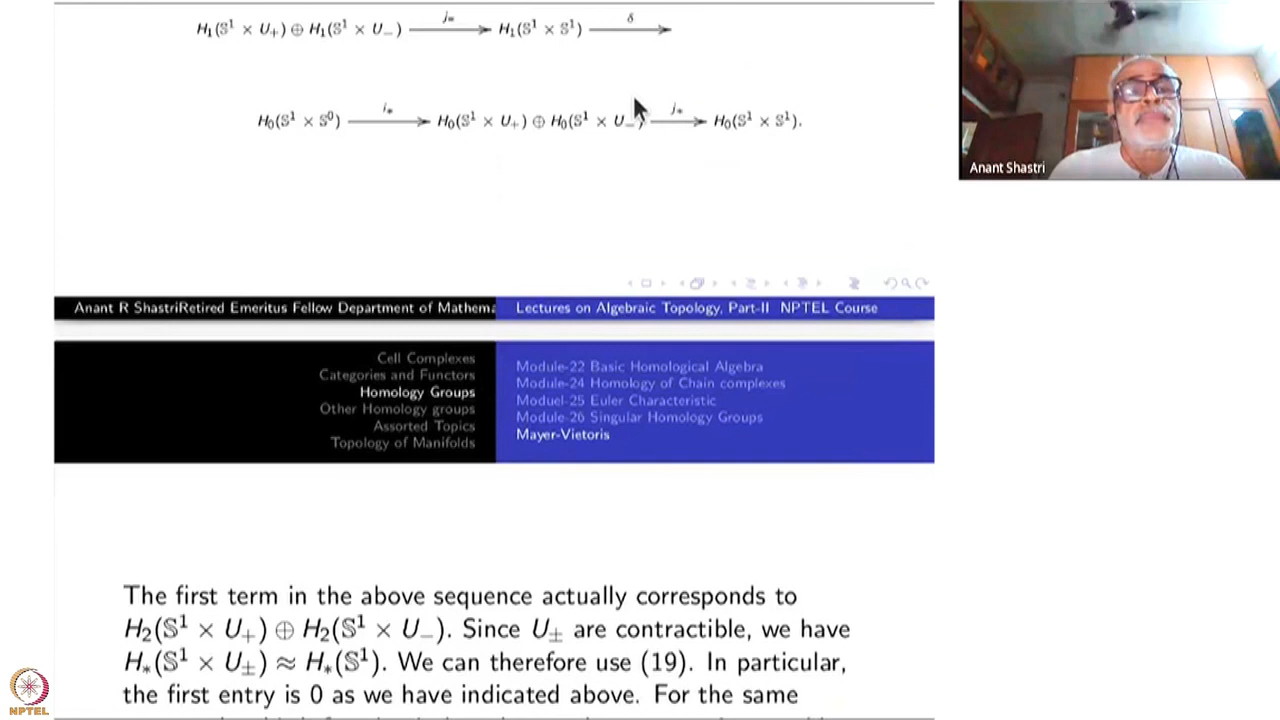 H₁(𝕊¹ × U₊) ⊕ H₁(𝕊¹ × U₋) j* H₁(𝕊¹ × 𝕊¹) δ
H₀(𝕊¹ × 𝕊⁰) i* H₀(𝕊¹ × U₊) ⊕ H₀(𝕊¹ × U₋) j* H₀(𝕊¹ × 𝕊¹).
Anant Shastri
Anant R ShastriRetired Emeritus Fellow Department of Mathema
Lectures on Algebraic Topology, Part-II NPTEL Course
Cell Complexes
Categories and Functors
Homology Groups
Other Homology groups
Assorted Topics
Topology of Manifolds
Module-22 Basic Homological Algebra
Module-24 Homology of Chain complexes
Moduel-25 Euler Characteristic
Module-26 Singular Homology Groups
Mayer-Vietoris
The first term in the above sequence actually corresponds to
H₂(𝕊¹ × U₊) ⊕ H₂(𝕊¹ × U₋). Since U± are contractible, we have
H*(𝕊¹ × U±) ≈ H*(𝕊¹). We can therefore use (19). In particular,
the first entry is 0 as we have indicated above. For the same
NPTEL